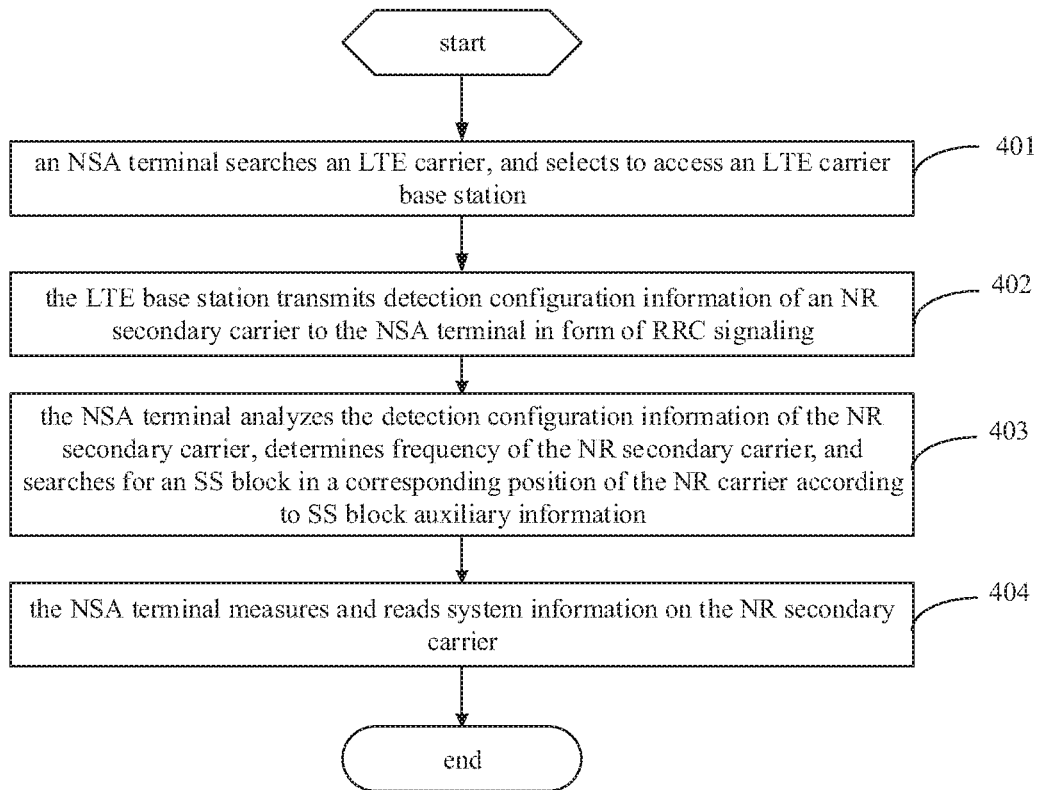 start
an NSA terminal searches an LTE carrier, and selects to access an LTE carrier
base station
401
the LTE base station transmits detection configuration information of an NR
secondary carrier to the NSA terminal in form of RRC signaling
402
the NSA terminal analyzes the detection configuration information of the NR
secondary carrier, determines frequency of the NR secondary carrier, and
searches for an SS block in a corresponding position of the NR carrier according
to SS block auxiliary information
403
the NSA terminal measures and reads system information on the NR secondary
carrier
404
end